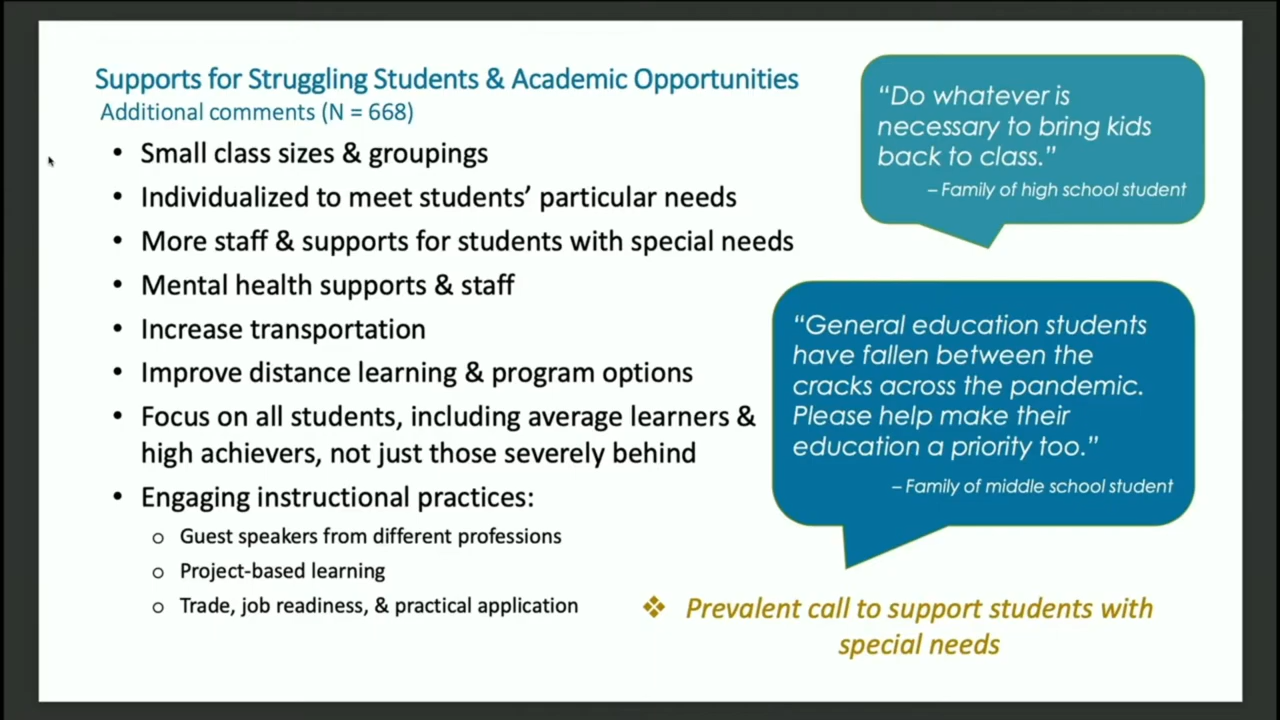 Supports for Struggling Students & Academic Opportunities
Additional comments (N = 668)
• Small class sizes & groupings
• Individualized to meet students’ particular needs
• More staff & supports for students with special needs
• Mental health supports & staff
• Increase transportation
• Improve distance learning & program options
• Focus on all students, including average learners &
high achievers, not just those severely behind
• Engaging instructional practices:
o Guest speakers from different professions
o Project-based learning
o Trade, job readiness, & practical application
“Do whatever is
necessary to bring kids
back to class.”
– Family of high school student
“General education students
have fallen between the
cracks across the pandemic.
Please help make their
education a priority too.”
– Family of middle school student
❖ Prevalent call to support students with
special needs